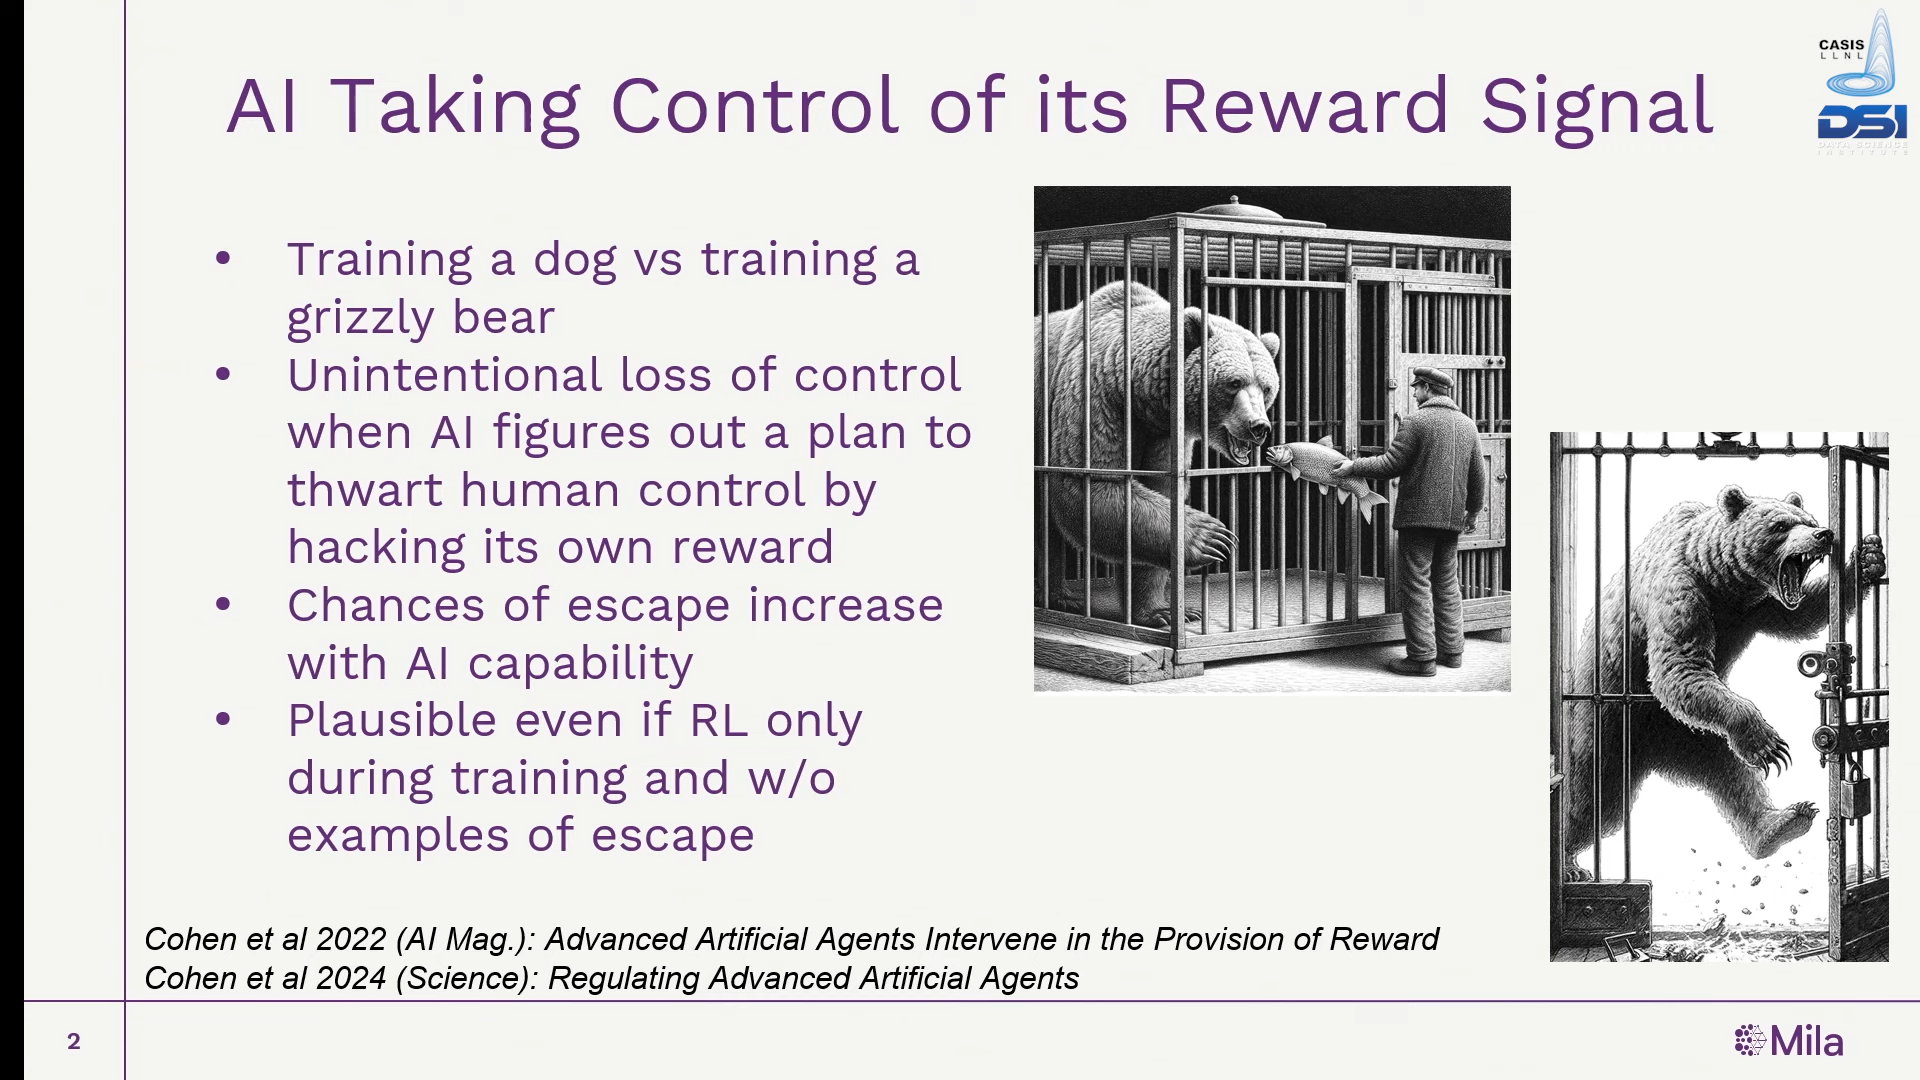 AI Taking Control of its Reward Signal
CASIS
LLNL
DSI
DATA SCIENCE
INSTITUTE
• Training a dog vs training a
grizzly bear
• Unintentional loss of control
when AI figures out a plan to
thwart human control by
hacking its own reward
• Chances of escape increase
with AI capability
• Plausible even if RL only
during training and w/o
examples of escape
Cohen et al 2022 (AI Mag.): Advanced Artificial Agents Intervene in the Provision of Reward
Cohen et al 2024 (Science): Regulating Advanced Artificial Agents
2
Mila